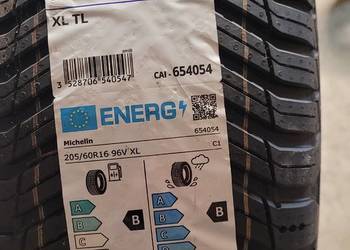 XL TL
3 528706 540547
CAI - 654054
ENERG
Michelin 654054
205/60R16 96V XL C1
A A
B B B B
C C